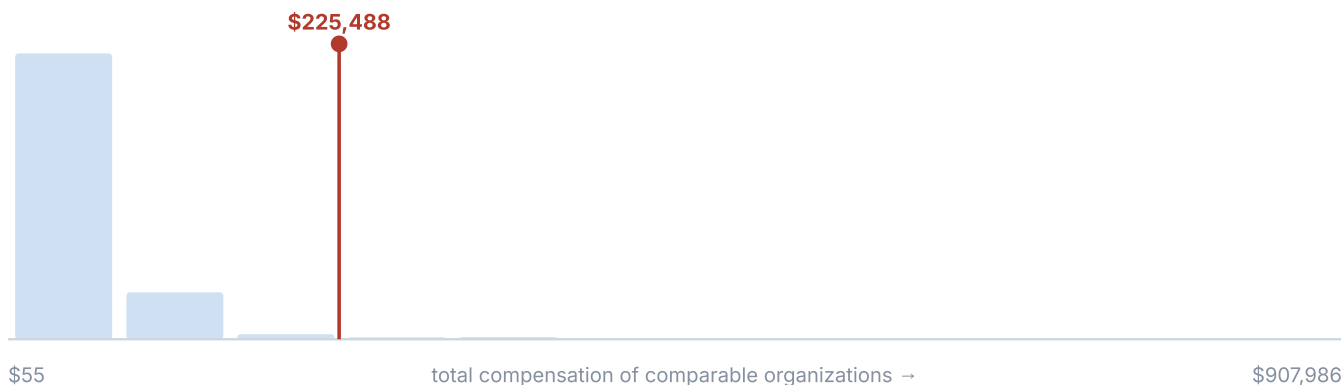 $225,488
$55 total compensation of comparable organizations → $907,986